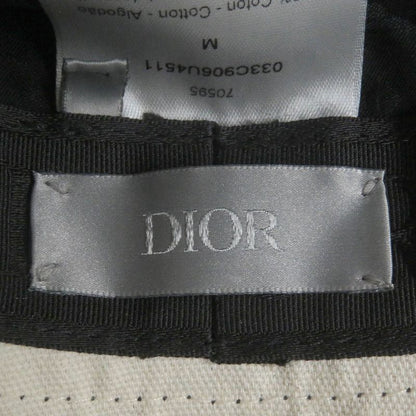 % Coton - Cotton - Algodão
M
033C906U4511
70595
DIOR